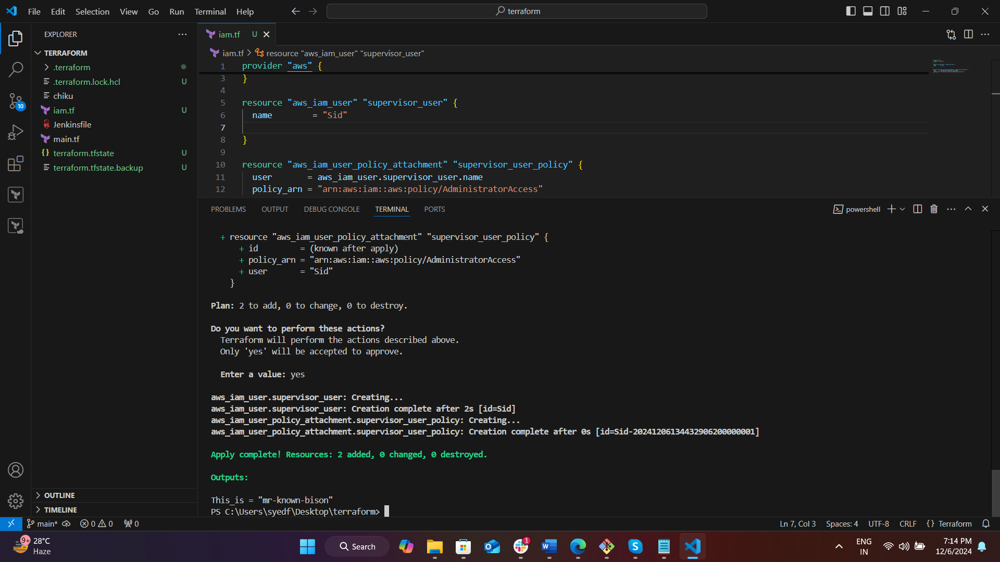 File Edit Selection View Go Run Terminal Help
terraform
EXPLORER
TERRAFORM
.terraform
.terraform.lock.hcl U
chiku
iam.tf U
Jenkinsfile
main.tf
terraform.tfstate U
terraform.tfstate.backup U
OUTLINE
TIMELINE
iam.tf U
iam.tf > resource "aws_iam_user" "supervisor_user"
1 provider "aws" {
3 }
4
5 resource "aws_iam_user" "supervisor_user" {
6 name = "Sid"
7
8 }
9
10 resource "aws_iam_user_policy_attachment" "supervisor_user_policy" {
11 user = aws_iam_user.supervisor_user.name
12 policy_arn = "arn:aws:iam::aws:policy/AdministratorAccess"
PROBLEMS OUTPUT DEBUG CONSOLE TERMINAL PORTS
powershell
+ resource "aws_iam_user_policy_attachment" "supervisor_user_policy" {
+ id = (known after apply)
+ policy_arn = "arn:aws:iam::aws:policy/AdministratorAccess"
+ user = "Sid"
}
Plan: 2 to add, 0 to change, 0 to destroy.
Do you want to perform these actions?
Terraform will perform the actions described above.
Only 'yes' will be accepted to approve.
Enter a value: yes
aws_iam_user.supervisor_user: Creating...
aws_iam_user.supervisor_user: Creation complete after 2s [id=Sid]
aws_iam_user_policy_attachment.supervisor_user_policy: Creating...
aws_iam_user_policy_attachment.supervisor_user_policy: Creation complete after 0s [id=Sid-20241206134432906200000001]
Apply complete! Resources: 2 added, 0 changed, 0 destroyed.
Outputs:
This_is = "mr-known-bison"
PS C:\Users\syedf\Desktop\terraform>
10
main* 0 0 0
Ln 7, Col 3 Spaces: 4 UTF-8 CRLF {} Terraform
9+
28°C
Haze
Search
1
ENG
IN
7:14 PM
12/6/2024